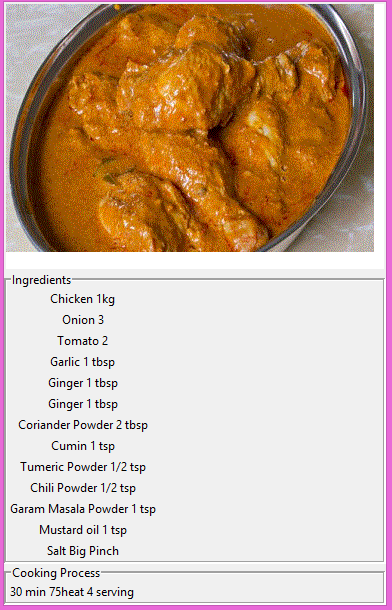 Ingredients
Chicken 1kg
Onion 3
Tomato 2
Garlic 1 tbsp
Ginger 1 tbsp
Ginger 1 tbsp
Coriander Powder 2 tbsp
Cumin 1 tsp
Tumeric Powder 1/2 tsp
Chili Powder 1/2 tsp
Garam Masala Powder 1 tsp
Mustard oil 1 tsp
Salt Big Pinch
Cooking Process
30 min 75heat 4 serving